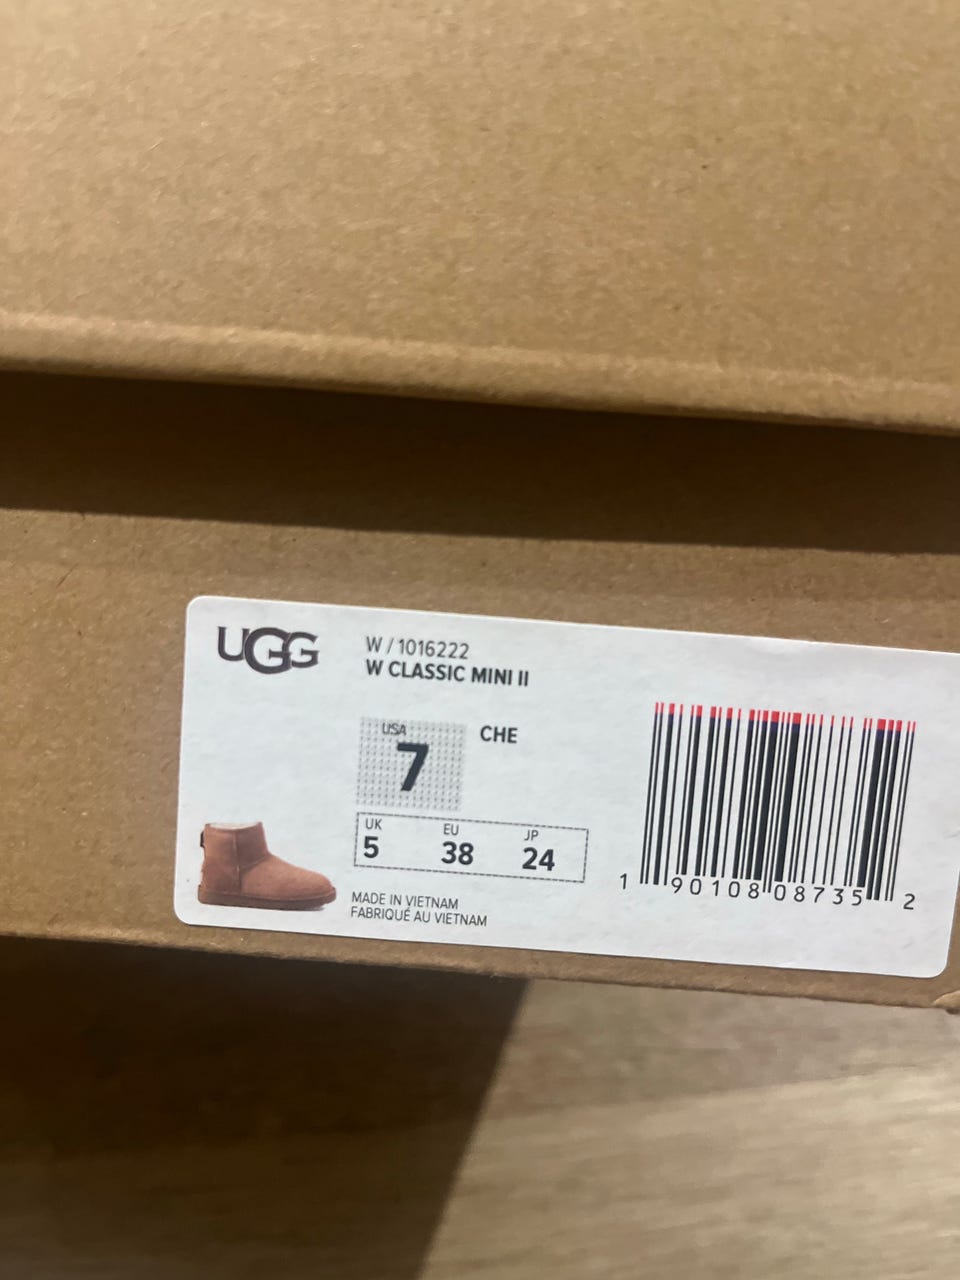 UGG
W / 1016222
W CLASSIC MINI II
USA
7
CHE
UK EU JP
5 38 24
MADE IN VIETNAM
FABRIQUÉ AU VIETNAM
1 90108 08735 2